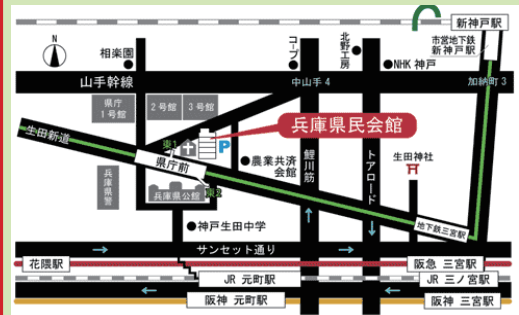 新神戸駅
N
相楽園
コープ
北野工房
市営地下鉄
新神戸駅
NHK 神戸
山手幹線
中山手 4
加納町 3
県庁
1 号館
2 号館
3 号館
兵庫県民会館
生田新道
東1
P
県庁前
農業共済
会館
鯉川筋
トアロード
生田神社
兵庫県警
兵庫県公館
東2
神戸生田中学
地下鉄三宮駅
サンセット通り
花隈駅
阪急 三宮駅
JR 元町駅
JR 三ノ宮駅
阪神 元町駅
阪神 三宮駅